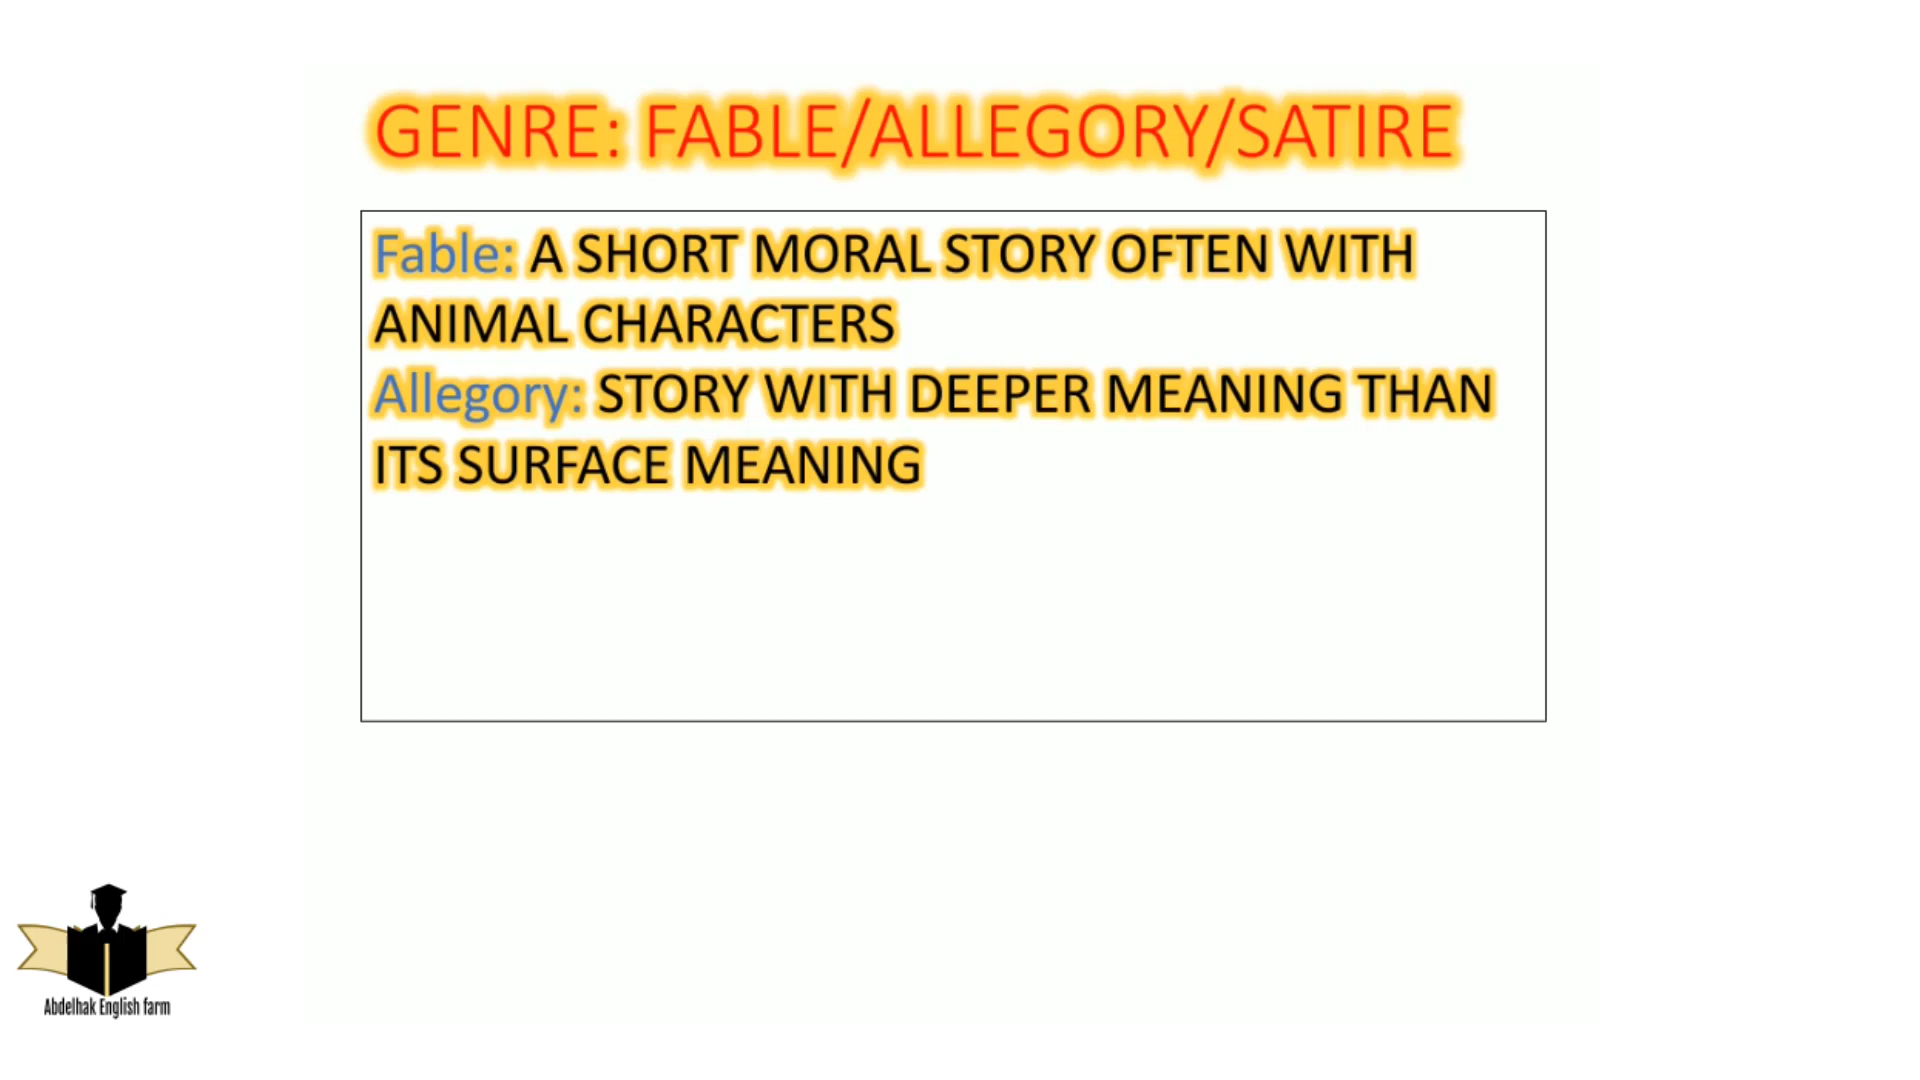 GENRE: FABLE/ALLEGORY/SATIRE
Fable: A SHORT MORAL STORY OFTEN WITH
ANIMAL CHARACTERS
Allegory: STORY WITH DEEPER MEANING THAN
ITS SURFACE MEANING
Abdelhak English farm